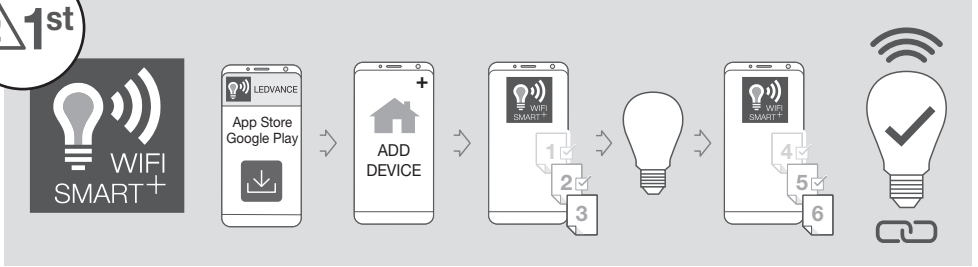 1st
WIFI
SMART+
LEDVANCE
App Store
Google Play
+
ADD
DEVICE
WIFI
SMART+
1
2
3
WIFI
SMART+
4
5
6